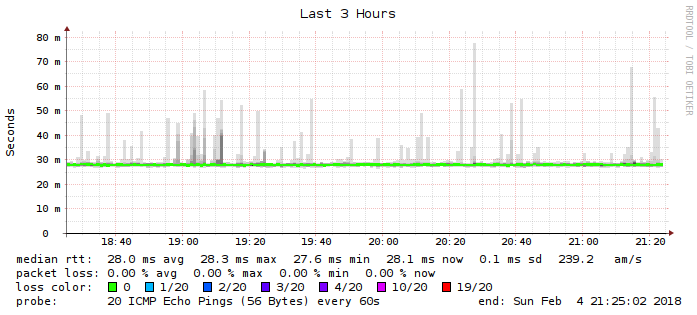 Last 3 Hours
RRDTOOL / TOBI OETIKER
Seconds
80 m
70 m
60 m
50 m
40 m
30 m
20 m
10 m
0
18:40 19:00 19:20 19:40 20:00 20:20 20:40 21:00 21:20
median rtt: 28.0 ms avg 28.3 ms max 27.6 ms min 28.1 ms now 0.1 ms sd 239.2 am/s
packet loss: 0.00 % avg 0.00 % max 0.00 % min 0.00 % now
loss color: 0 1/20 2/20 3/20 4/20 10/20 19/20
probe: 20 ICMP Echo Pings (56 Bytes) every 60s end: Sun Feb 4 21:25:02 2018